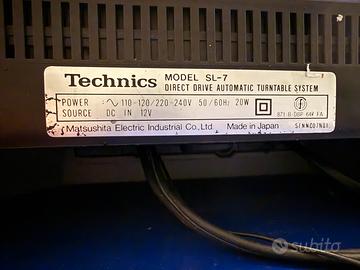 Technics MODEL SL-7
DIRECT DRIVE AUTOMATIC TURNTABLE SYSTEM
POWER : ~ 110-120/220-240V 50/60Hz 20W
SOURCE DC IN 12V
Matsushita Electric Industrial Co., Ltd. Made in Japan
subito